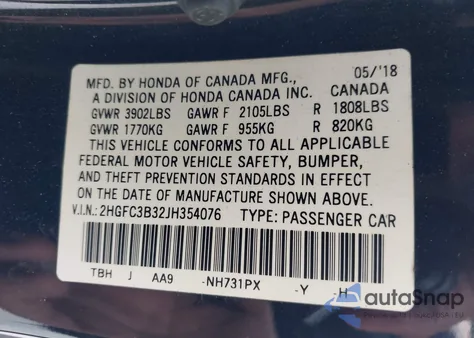 MFD. BY HONDA OF CANADA MFG., 05/'18
A DIVISION OF HONDA CANADA INC. CANADA
GVWR 3902LBS GAWR F 2105LBS R 1808LBS
GVWR 1770KG GAWR F 955KG R 820KG
THIS VEHICLE CONFORMS TO ALL APPLICABLE
FEDERAL MOTOR VEHICLE SAFETY, BUMPER,
AND THEFT PREVENTION STANDARDS IN EFFECT
ON THE DATE OF MANUFACTURE SHOWN ABOVE.
V.I.N.: 2HGFC3B32JH354076 TYPE: PASSENGER CAR
TBH J AA9 -NH731PX -Y -H
autoSnap